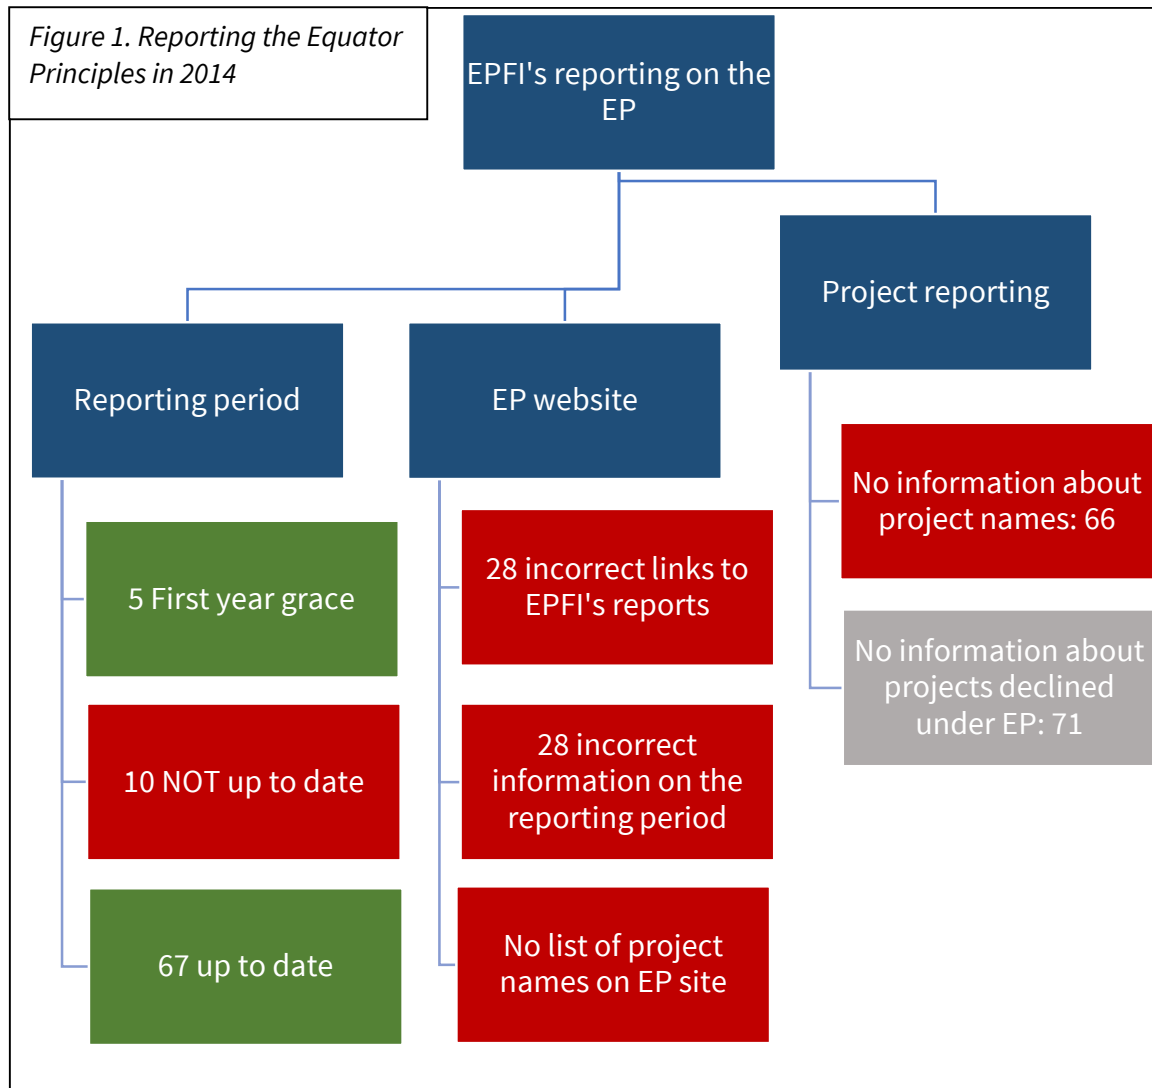 Figure 1. Reporting the Equator
Principles in 2014
EPFI's reporting on the
EP
Reporting period
5 First year grace
10 NOT up to date
67 up to date
EP website
28 incorrect links to
EPFI's reports
28 incorrect
information on the
reporting period
No list of project
names on EP site
Project reporting
No information about
project names: 66
No information about
projects declined
under EP: 71